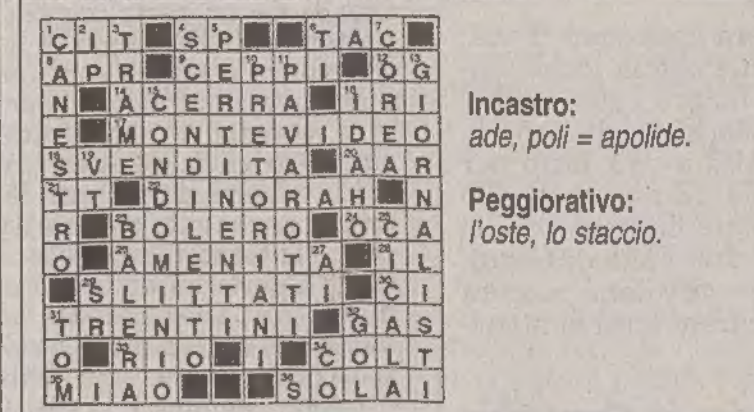 CIT SP TAC
APR CEPPI OG
N ACERRA IRI
E MONTEVIDEO
SVENDITA AAR
TT DINORAH N
R BOLERO OCA
O AMENITA IL
SLITTATI CI
TRENTINI GAS
O RIO I COLT
MIAO SOLAI
Incastro:
ade, poli = apolide.
Peggiorativo:
l'oste, lo staccio.